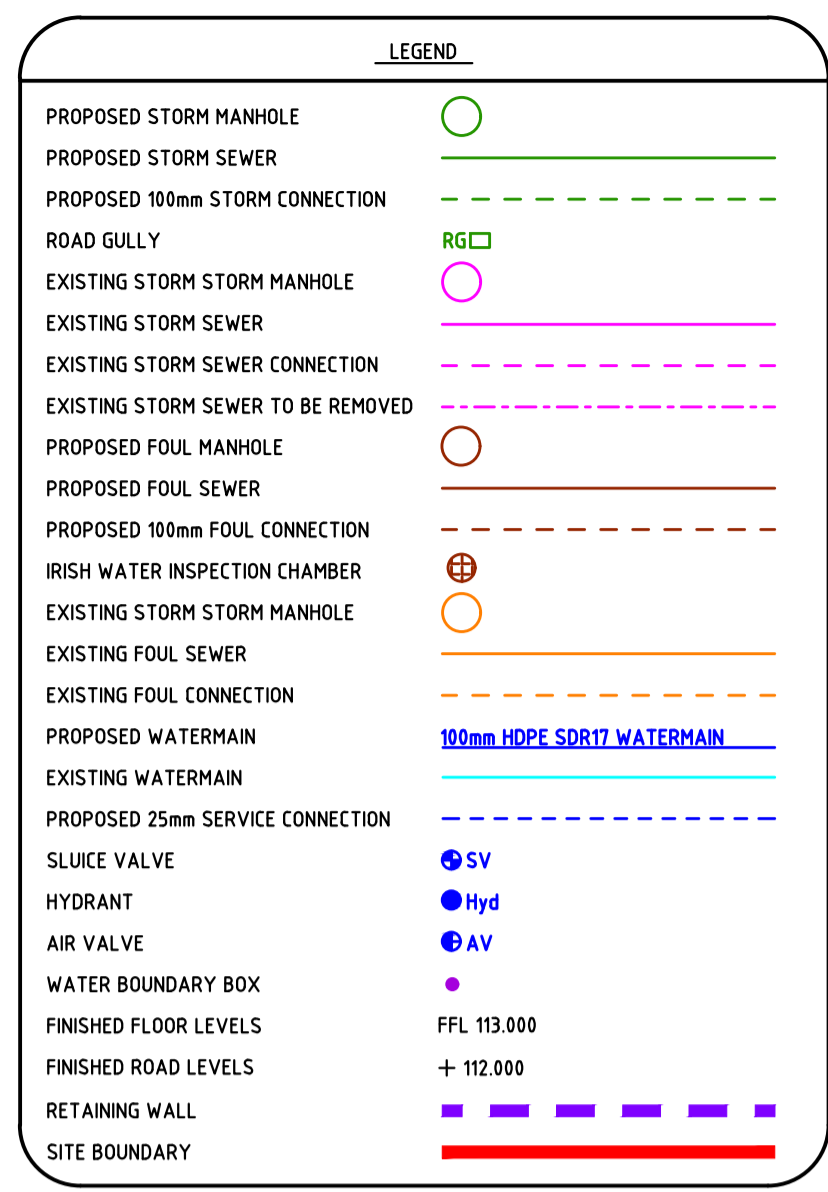 LEGEND
PROPOSED STORM MANHOLE
PROPOSED STORM SEWER
PROPOSED 100mm STORM CONNECTION
ROAD GULLY RG
EXISTING STORM STORM MANHOLE
EXISTING STORM SEWER
EXISTING STORM SEWER CONNECTION
EXISTING STORM SEWER TO BE REMOVED
PROPOSED FOUL MANHOLE
PROPOSED FOUL SEWER
PROPOSED 100mm FOUL CONNECTION
IRISH WATER INSPECTION CHAMBER
EXISTING STORM STORM MANHOLE
EXISTING FOUL SEWER
EXISTING FOUL CONNECTION
PROPOSED WATERMAIN 100mm HDPE SDR17 WATERMAIN
EXISTING WATERMAIN
PROPOSED 25mm SERVICE CONNECTION
SLUICE VALVE SV
HYDRANT Hyd
AIR VALVE AV
WATER BOUNDARY BOX
FINISHED FLOOR LEVELS FFL 113.000
FINISHED ROAD LEVELS + 112.000
RETAINING WALL
SITE BOUNDARY